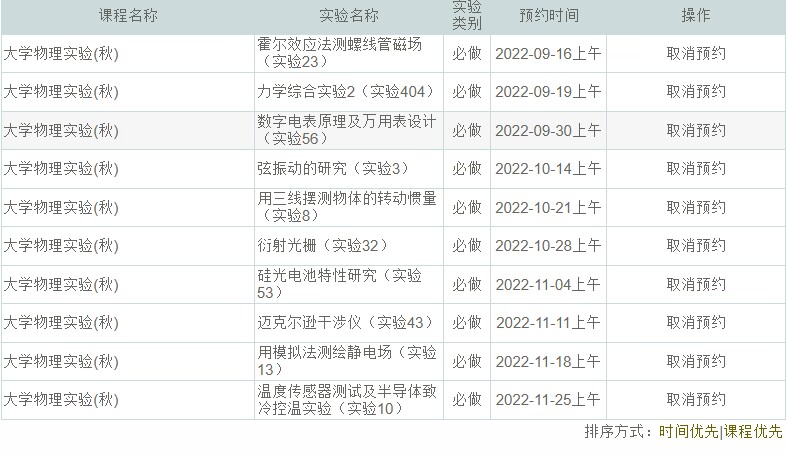 课程名称 实验名称 实验类别 预约时间 操作
大学物理实验(秋) 霍尔效应法测螺线管磁场（实验23） 必做 2022-09-16上午 取消预约
大学物理实验(秋) 力学综合实验2（实验404） 必做 2022-09-19上午 取消预约
大学物理实验(秋) 数字电表原理及万用表设计（实验56） 必做 2022-09-30上午 取消预约
大学物理实验(秋) 弦振动的研究（实验3） 必做 2022-10-14上午 取消预约
大学物理实验(秋) 用三线摆测物体的转动惯量（实验8） 必做 2022-10-21上午 取消预约
大学物理实验(秋) 衍射光栅（实验32） 必做 2022-10-28上午 取消预约
大学物理实验(秋) 硅光电池特性研究（实验53） 必做 2022-11-04上午 取消预约
大学物理实验(秋) 迈克尔逊干涉仪（实验43） 必做 2022-11-11上午 取消预约
大学物理实验(秋) 用模拟法测绘静电场（实验13） 必做 2022-11-18上午 取消预约
大学物理实验(秋) 温度传感器测试及半导体致冷控温实验（实验10） 必做 2022-11-25上午 取消预约
排序方式：时间优先|课程优先